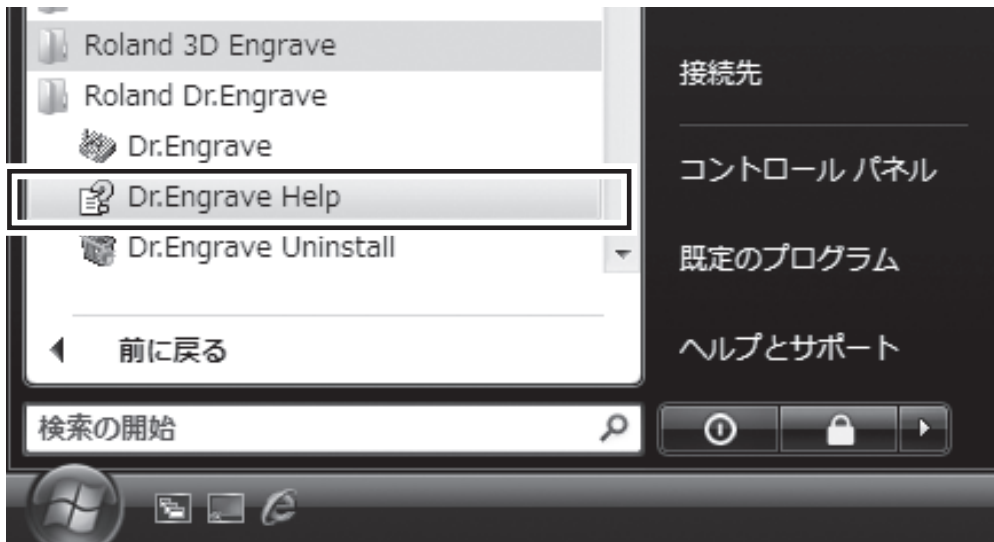 Roland 3D Engrave
Roland Dr.Engrave
Dr.Engrave
Dr.Engrave Help
Dr.Engrave Uninstall
前に戻る
検索の開始
接続先
コントロール パネル
既定のプログラム
ヘルプとサポート